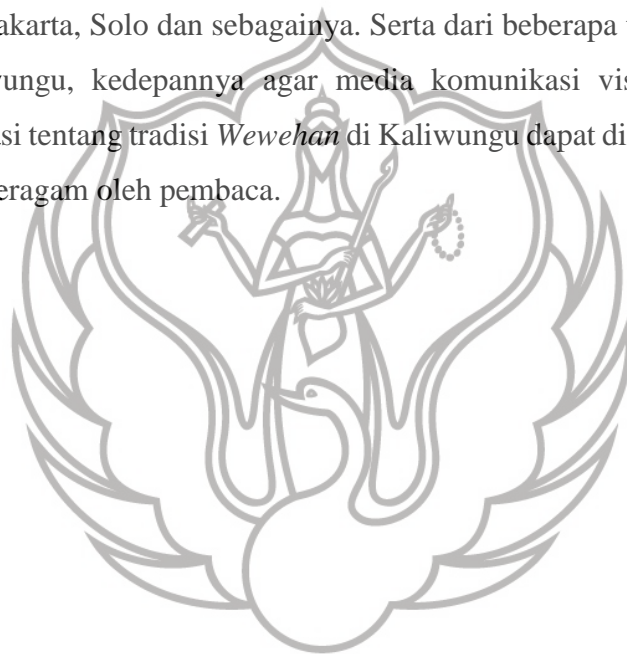 akarta, Solo dan sebagainya. Serta dari beberapa
ungu, kedepannya agar media komunikasi vis
si tentang tradisi Wewehan di Kaliwungu dapat di
eragam oleh pembaca.